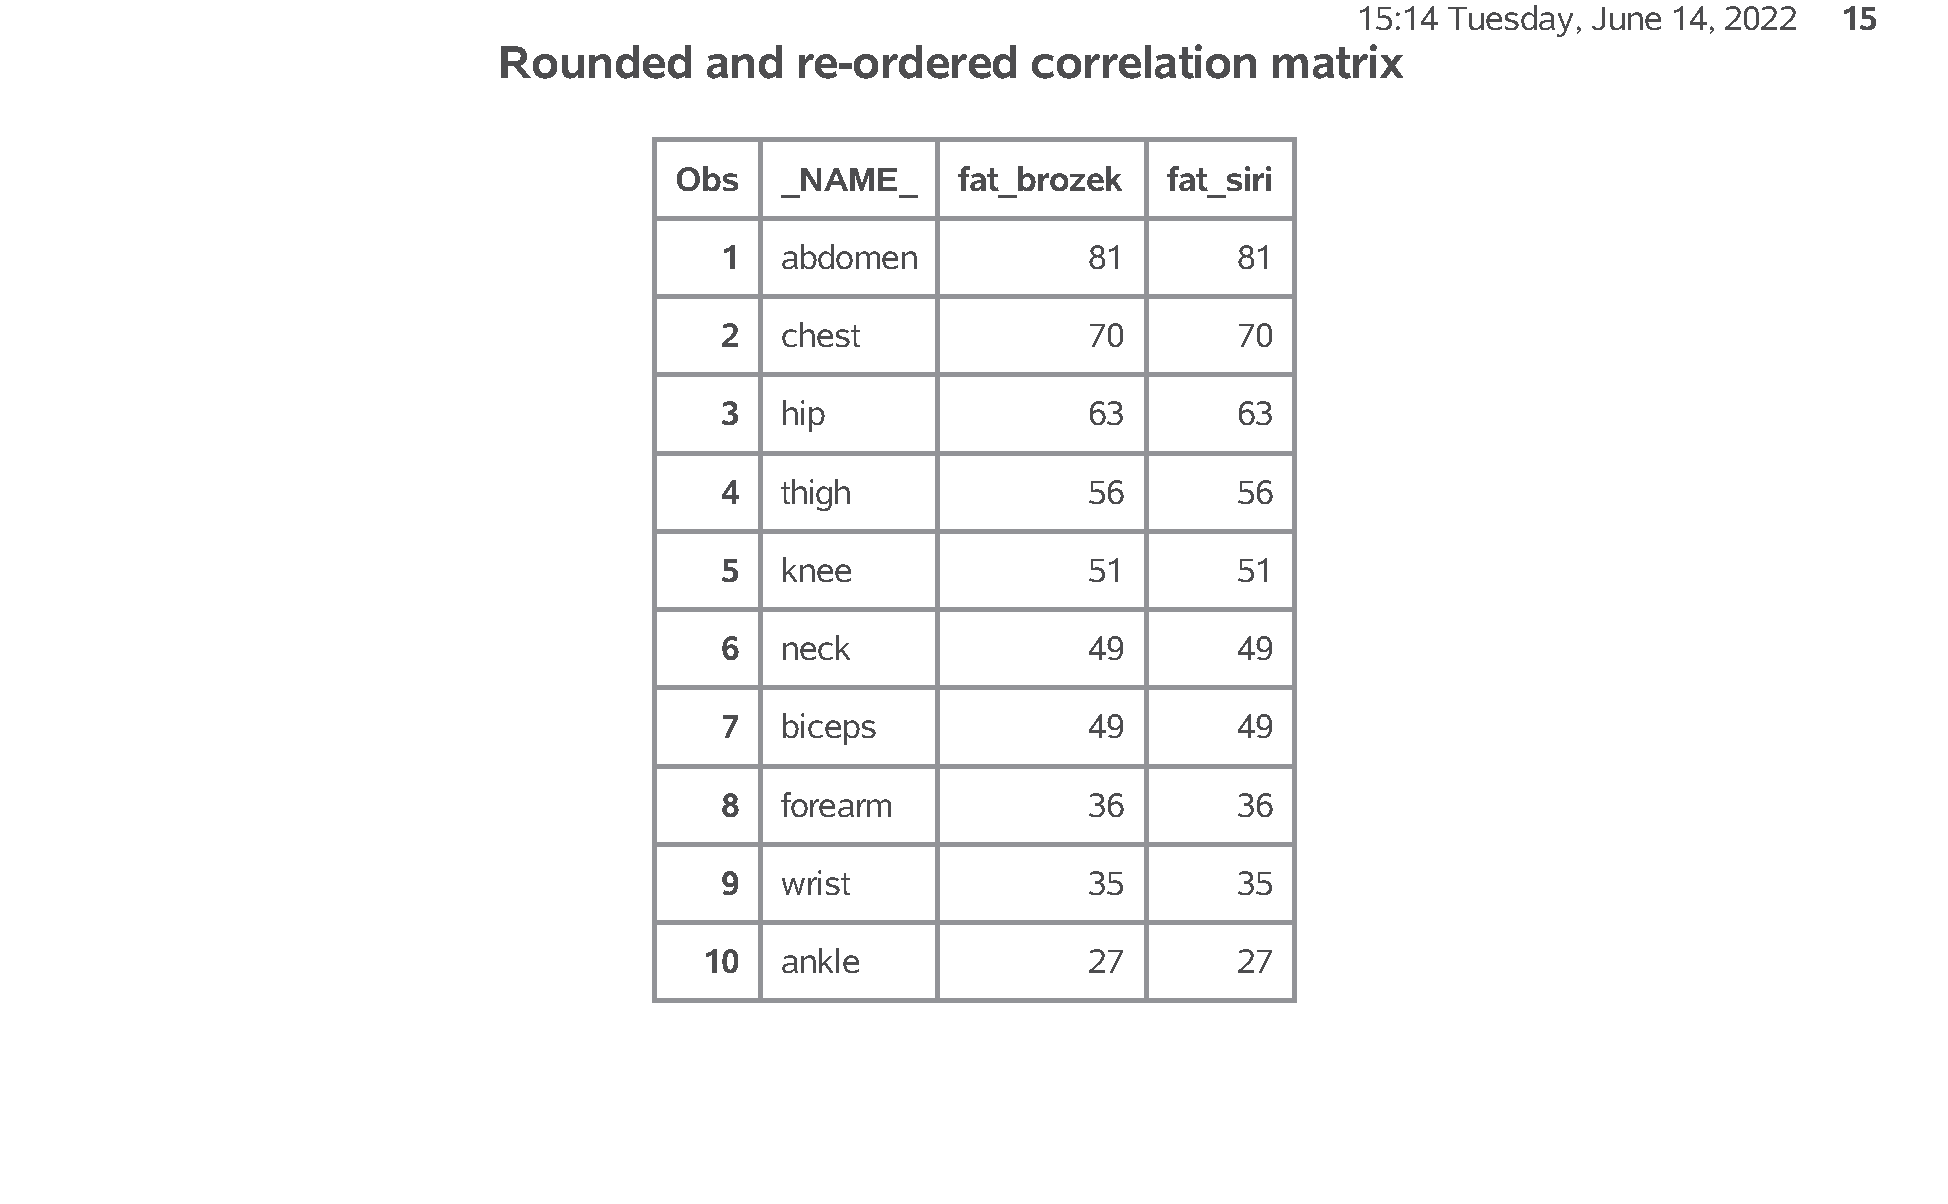 15:14 Tuesday, June 14, 2022 15
Rounded and re-ordered correlation matrix
Obs _NAME_ fat_brozek fat_siri
1 abdomen 81 81
2 chest 70 70
3 hip 63 63
4 thigh 56 56
5 knee 51 51
6 neck 49 49
7 biceps 49 49
8 forearm 36 36
9 wrist 35 35
10 ankle 27 27